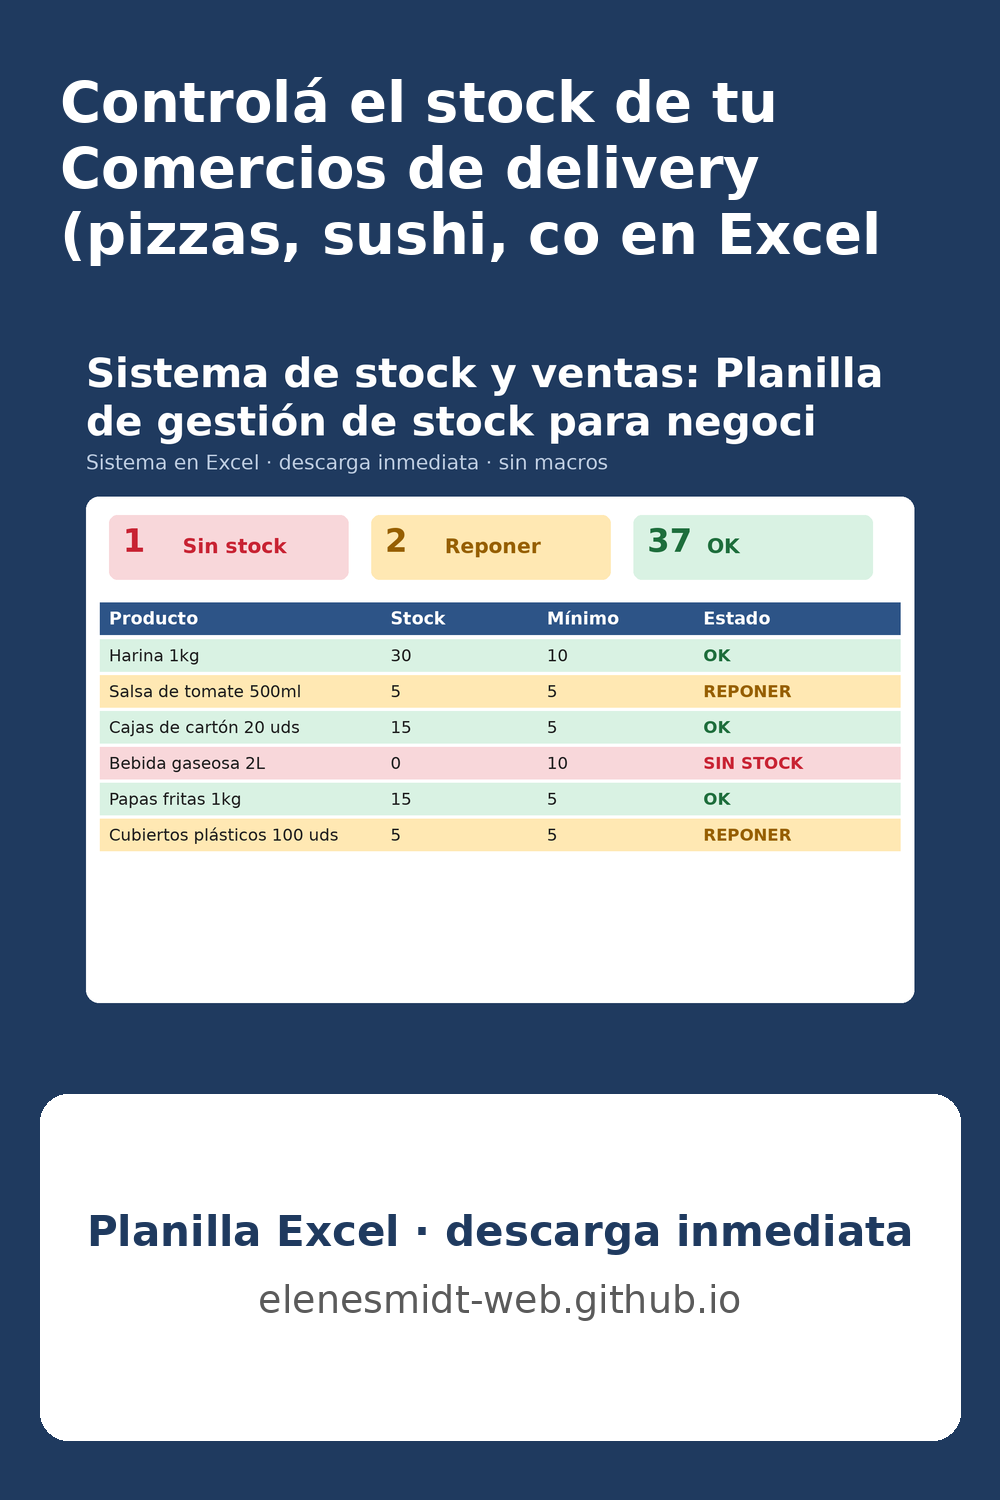 Controlá el stock de tu
Comercios de delivery
(pizzas, sushi, co en Excel
Sistema de stock y ventas: Planilla
de gestión de stock para negoci
Sistema en Excel · descarga inmediata · sin macros
1 Sin stock 2 Reponer 37 OK
Producto Stock Mínimo Estado
Harina 1kg 30 10 OK
Salsa de tomate 500ml 5 5 REPONER
Cajas de cartón 20 uds 15 5 OK
Bebida gaseosa 2L 0 10 SIN STOCK
Papas fritas 1kg 15 5 OK
Cubiertos plásticos 100 uds 5 5 REPONER
Planilla Excel · descarga inmediata
elenesmidt-web.github.io